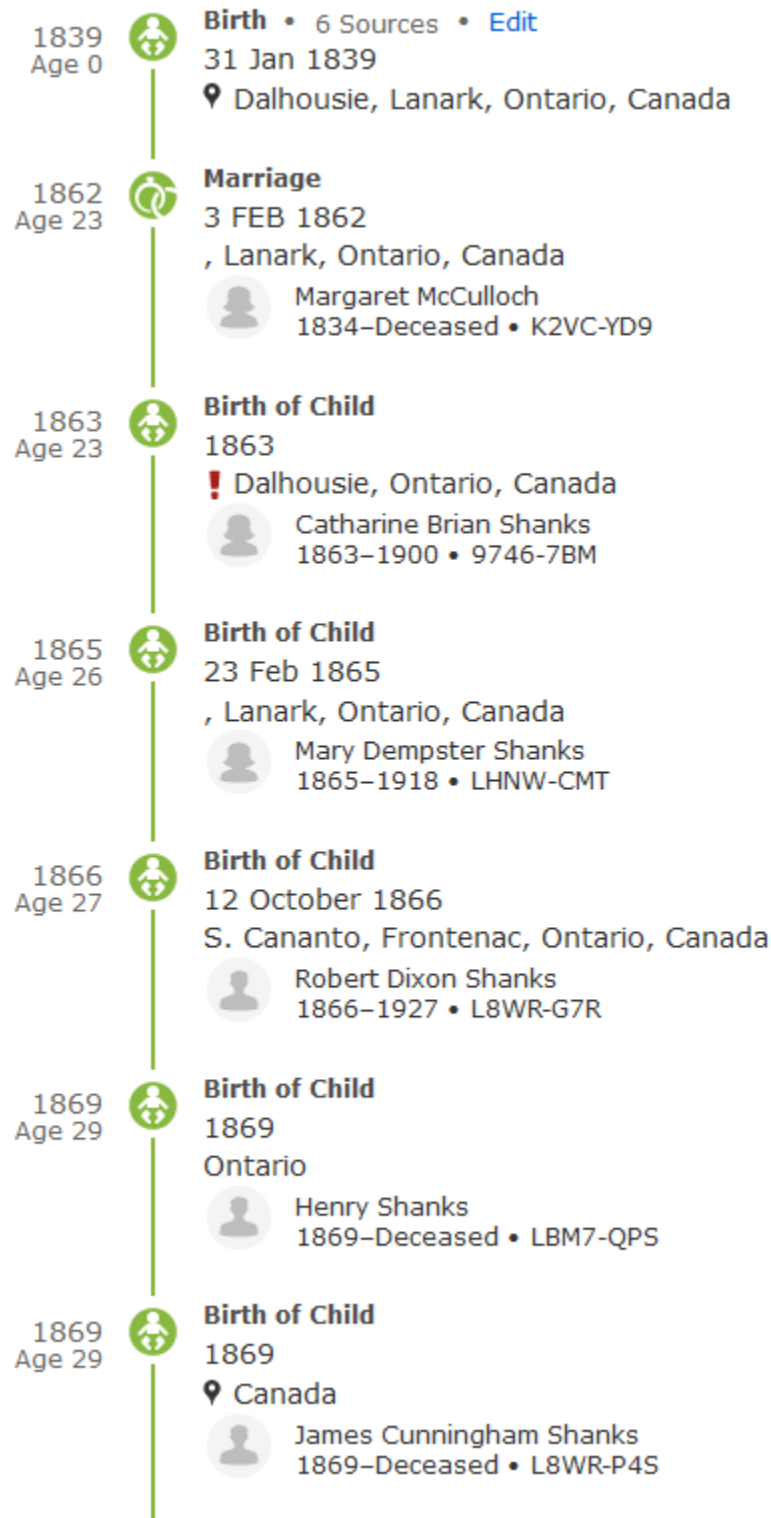 1839
Age 0
Birth • 6 Sources • Edit
31 Jan 1839
Dalhousie, Lanark, Ontario, Canada
1862
Age 23
Marriage
3 FEB 1862
, Lanark, Ontario, Canada
Margaret McCulloch
1834–Deceased • K2VC-YD9
1863
Age 23
Birth of Child
1863
! Dalhousie, Ontario, Canada
Catharine Brian Shanks
1863–1900 • 9746-7BM
1865
Age 26
Birth of Child
23 Feb 1865
, Lanark, Ontario, Canada
Mary Dempster Shanks
1865–1918 • LHNW-CMT
1866
Age 27
Birth of Child
12 October 1866
S. Cananto, Frontenac, Ontario, Canada
Robert Dixon Shanks
1866–1927 • L8WR-G7R
1869
Age 29
Birth of Child
1869
Ontario
Henry Shanks
1869–Deceased • LBM7-QPS
1869
Age 29
Birth of Child
1869
Canada
James Cunningham Shanks
1869–Deceased • L8WR-P4S